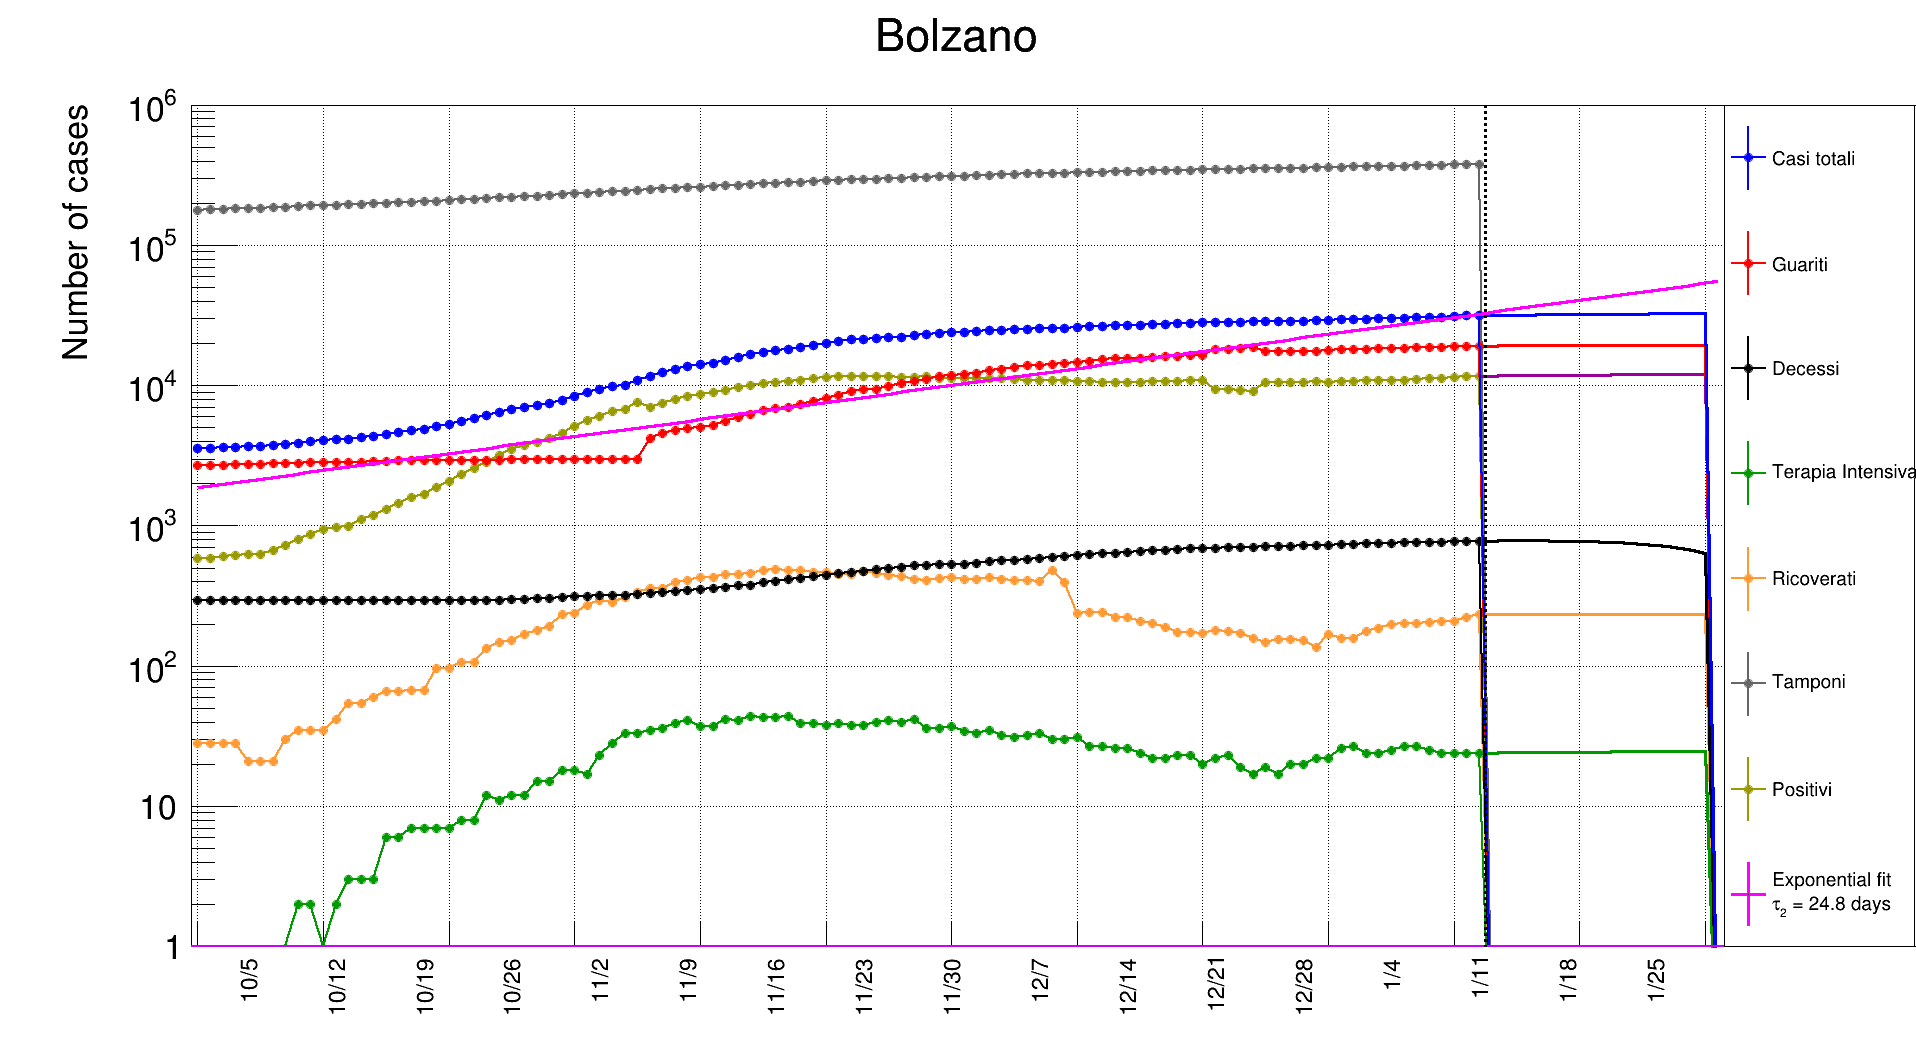 Bolzano
Number of cases
10^6
10^5
10^4
10^3
10^2
10
1
10/5
10/12
10/19
10/26
11/2
11/9
11/16
11/23
11/30
12/7
12/14
12/21
12/28
1/4
1/11
1/18
1/25
Casi totali
Guariti
Decessi
Terapia Intensiva
Ricoverati
Tamponi
Positivi
Exponential fit
τ_2 = 24.8 days